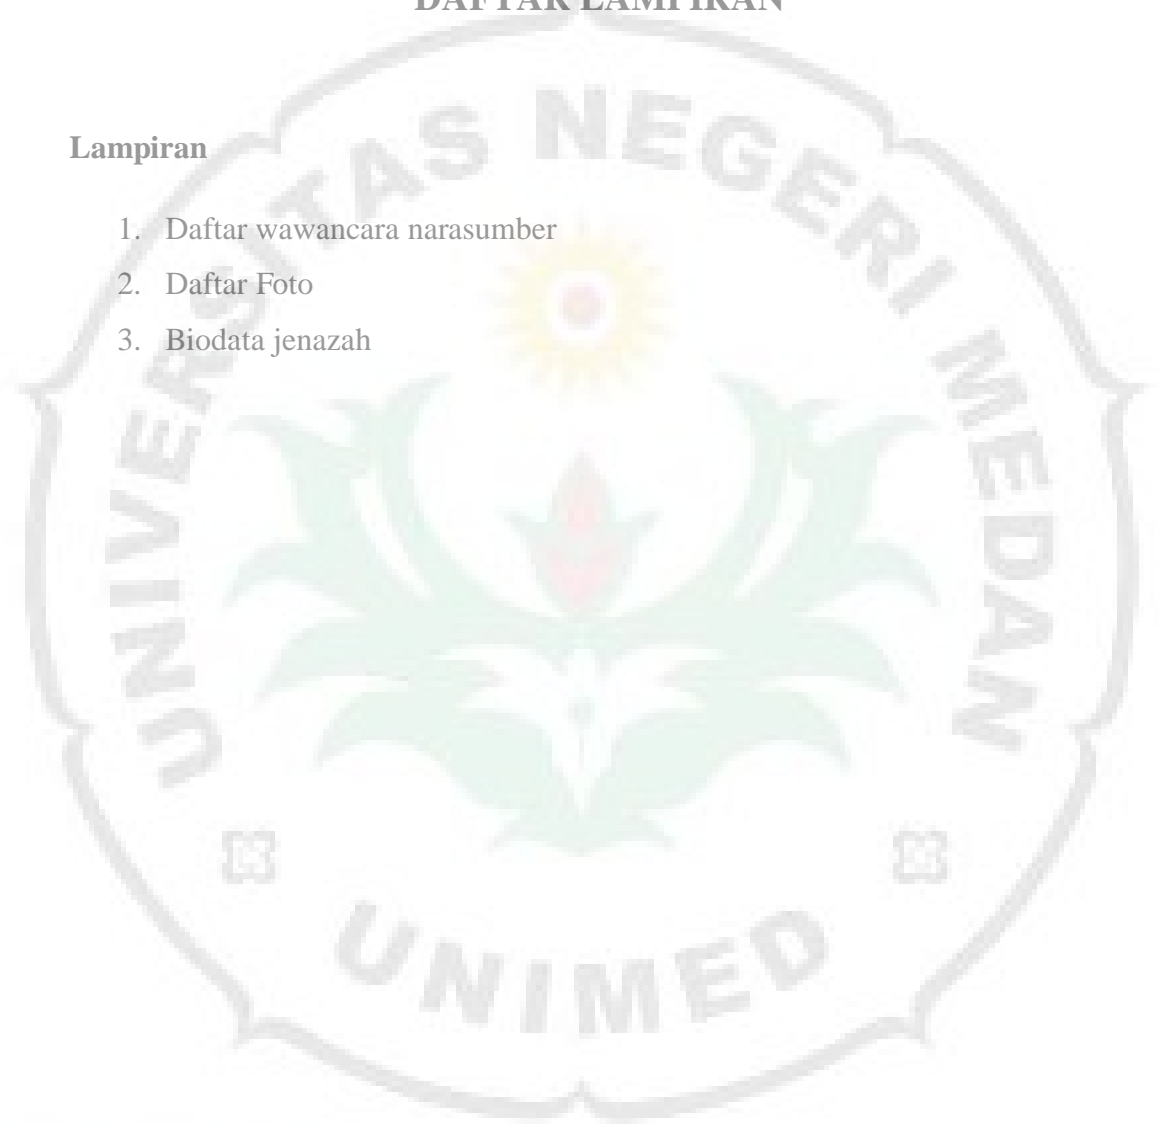 DAFTAR LAMPIRAN
UNIVERSITAS NEGERI MEDAN
Lampiran
1. Daftar wawancara narasumber
2. Daftar Foto
3. Biodata jenazah
UNIMED